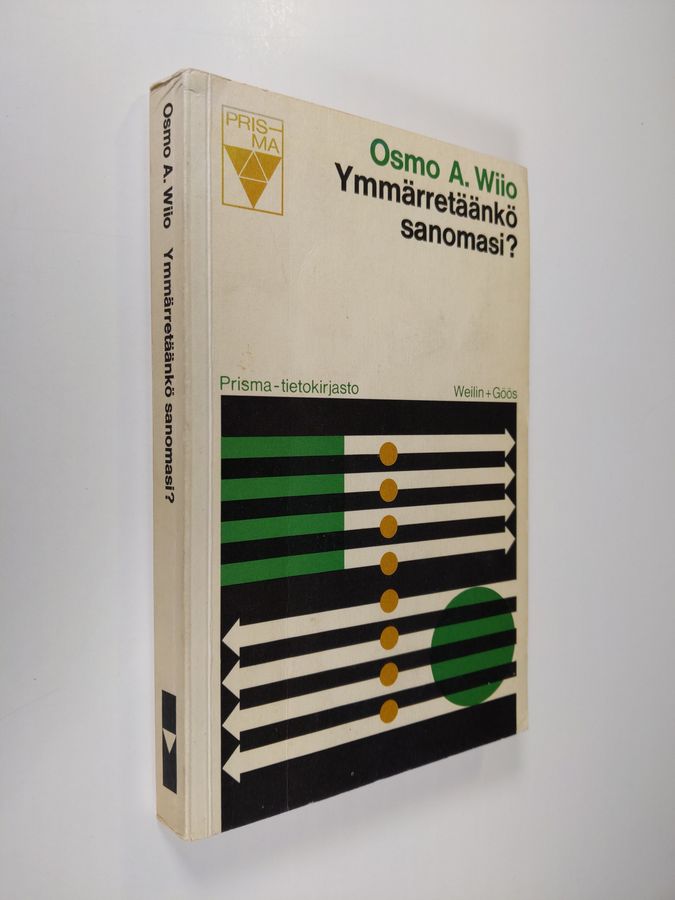 Osmo A. Wiio Ymmärretäänkö sanomasi?
PRIS-
MA
Osmo A. Wiio
Ymmärretäänkö
sanomasi?
Prisma-tietokirjasto
Weilin+Göös